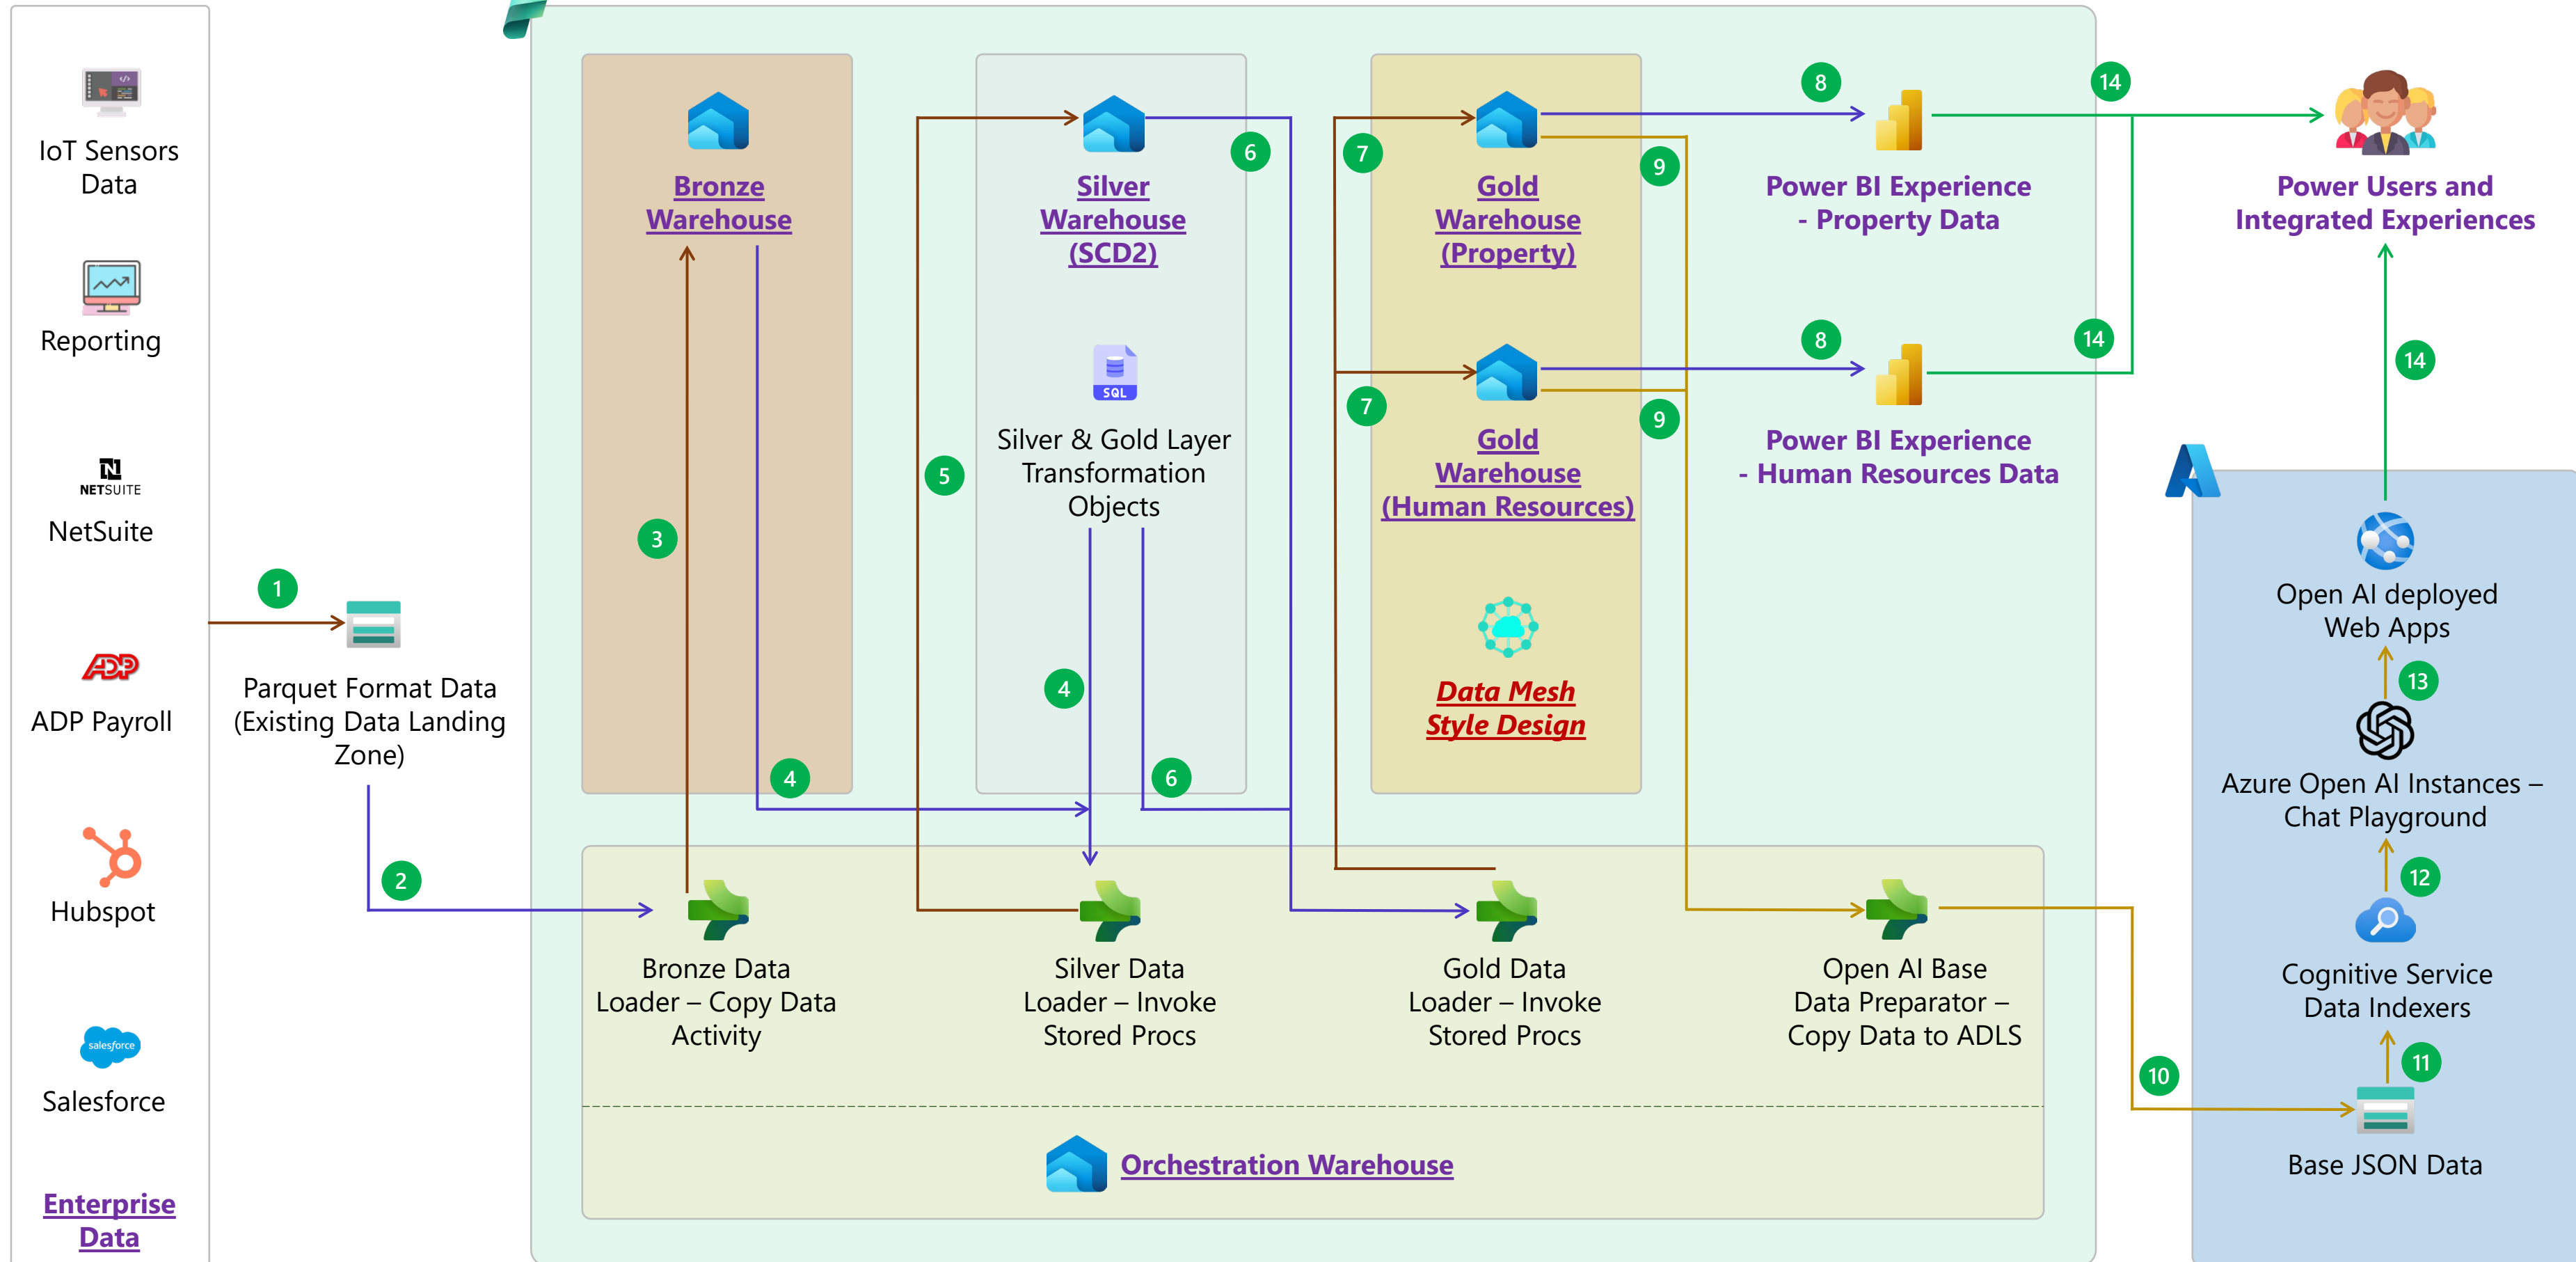 IoT Sensors
Data
Reporting
NETSUITE
NetSuite
ADP
ADP Payroll
Hubspot
salesforce
Salesforce
Enterprise
Data
1
Parquet Format Data
(Existing Data Landing
Zone)
2
Bronze
Warehouse
3
4
Silver
Warehouse
(SCD2)
SQL
Silver & Gold Layer
Transformation
Objects
5
4
6
6
Gold
Warehouse
(Property)
7
Gold
Warehouse
(Human Resources)
7
Data Mesh
Style Design
8
9
Power BI Experience
- Property Data
8
9
Power BI Experience
- Human Resources Data
Bronze Data
Loader – Copy Data
Activity
Silver Data
Loader – Invoke
Stored Procs
Gold Data
Loader – Invoke
Stored Procs
Open AI Base
Data Preparator –
Copy Data to ADLS
Orchestration Warehouse
14
14
Power Users and
Integrated Experiences
14
Open AI deployed
Web Apps
13
Azure Open AI Instances –
Chat Playground
12
Cognitive Service
Data Indexers
11
10
Base JSON Data